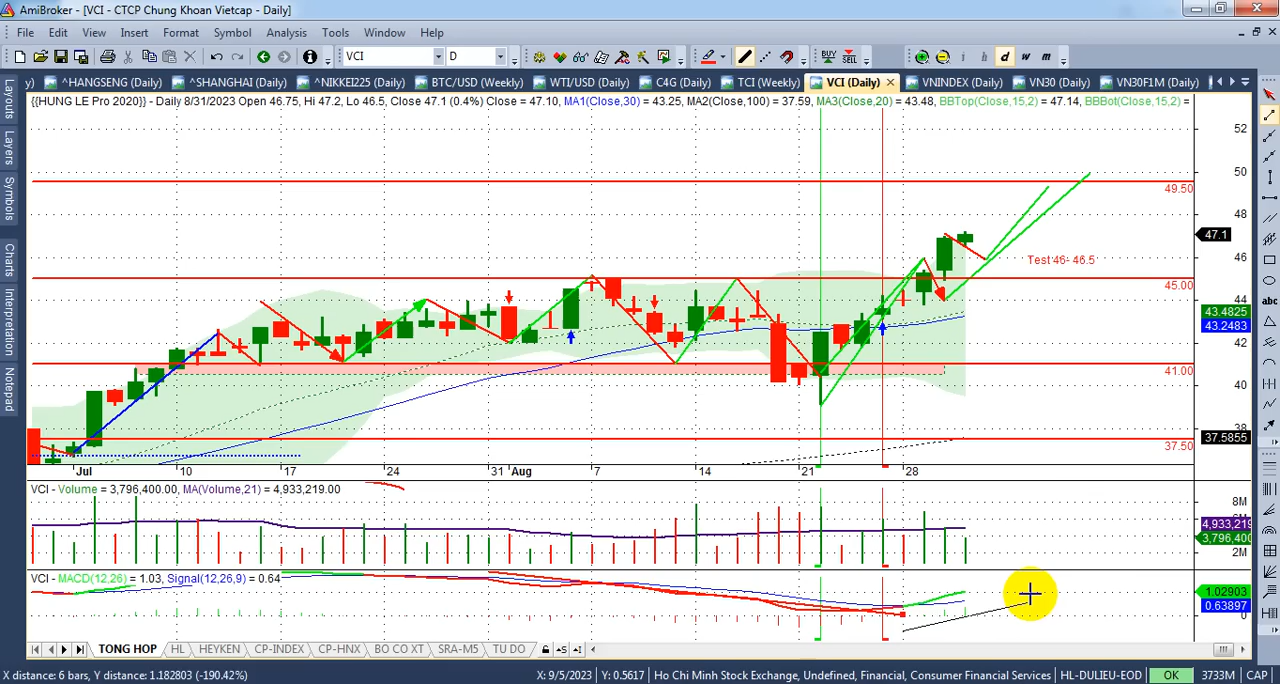 AmiBroker - [VCI - CTCP Chung Khoan Vietcap - Daily]
File Edit View Insert Format Symbol Analysis Tools Window Help
VCI D BUY SELL i h d w m
y) ^HANGSENG (Daily) ^SHANGHAI (Daily) ^NIKKEI225 (Daily) BTC/USD (Weekly) WTI/USD (Daily) C4G (Daily) TCI (Weekly) VCI (Daily) VNINDEX (Daily) VN30 (Daily) VN30F1M (Daily)
Layouts
Layers
Symbols
Charts
Interpretation
Notepad
abc
{{HUNG LE Pro 2020}} - Daily 8/31/2023 Open 46.75, Hi 47.2, Lo 46.5, Close 47.1 (0.4%) Close = 47.10, MA1(Close,30) = 43.25, MA2(Close,100) = 37.59, MA3(Close,20) = 43.48, BBTop(Close,15,2) = 47.14, BBBot(Close,15,2) =
52
50
49.50
48
47.1
46
Test 46- 46.5
45.00
44
43.4825
43.2483
42
41.00
40
38
37.5855
37.50
Jul 10 17 24 31 Aug 7 14 21 28
VCI - Volume = 3,796,400.00, MA(Volume,21) = 4,933,219.00
8M
4,933,219
3,796,400
2M
VCI - MACD(12,26) = 1.03, Signal(12,26,9) = 0.64
1.02903
0.63897
0
TONG HOP HL HEYKEN CP-INDEX CP-HNX BO CO XT SRA-M5 TU DO
X distance: 6 bars, Y distance: 1.182803 (-190.42%) X: 9/5/2023 Y: 0.5617 Ho Chi Minh Stock Exchange, Undefined, Financial, Consumer Financial Services HL-DULIEU-EOD OK 3733M CAP